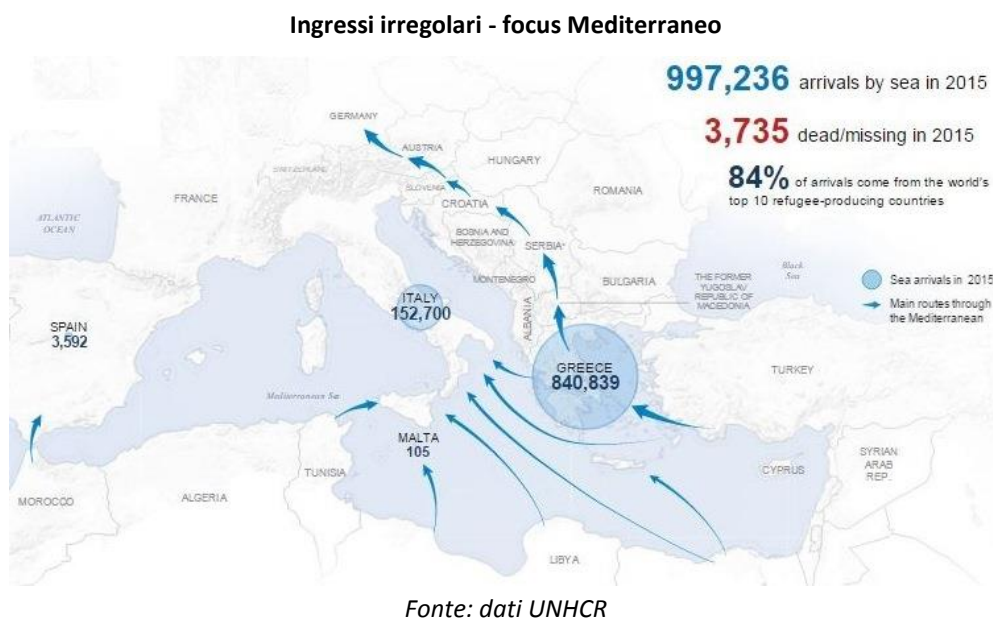 Ingressi irregolari - focus Mediterraneo
997,236 arrivals by sea in 2015
3,735 dead/missing in 2015
84% of arrivals come from the world's
top 10 refugee-producing countries
GERMANY
AUSTRIA
SWITZERLAND
HUNGARY
SLOVENIA
FRANCE
CROATIA
ROMANIA
ATLANTIC
OCEAN
BOSNIA AND
HERZEGOVINA
SERBIA*
MONTENEGRO
BULGARIA
THE FORMER
YUGOSLAV
REPUBLIC OF
MACEDONIA
Black
Sea
Sea arrivals in 2015
Main routes through
the Mediterranean
ITALY
152,700
ALBANIA
SPAIN
3,592
GREECE
840,839
TURKEY
Mediterranean Sea
MALTA
105
CYPRUS
SYRIAN
ARAB
REP.
TUNISIA
MOROCCO
ALGERIA
LIBYA
Fonte: dati UNHCR